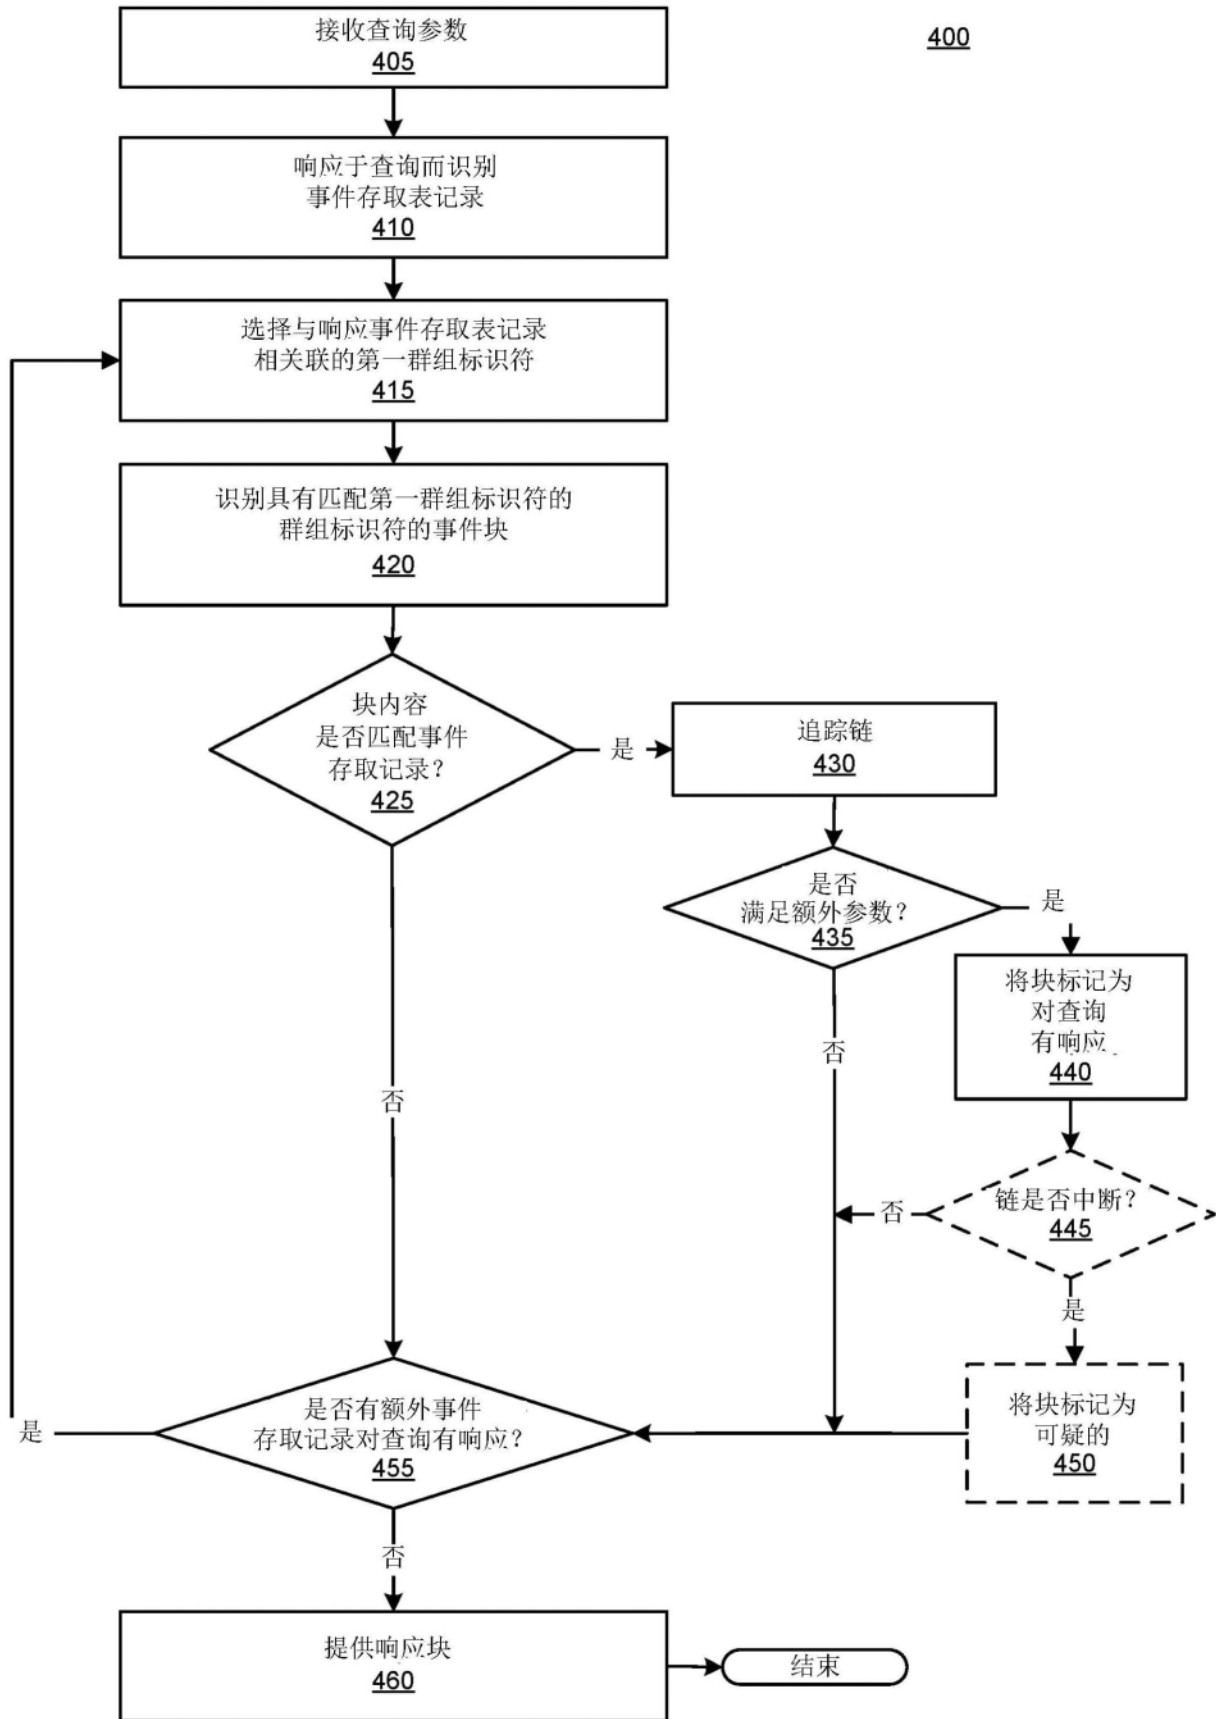 接收查询参数
405
400
响应于查询而识别
事件存取表记录
410
选择与响应事件存取表记录
相关联的第一群组标识符
415
识别具有匹配第一群组标识符的
群组标识符的事件块
420
块内容
是否匹配事件
存取记录?
425
是
追踪链
430
是否
满足额外参数?
435
是
将块标记为
对查询
有响应
440
否
否
链是否中断?
445
否
是
将块标记为
可疑的
450
是否有额外事件
存取记录对查询有响应?
455
是
否
提供响应块
460
结束